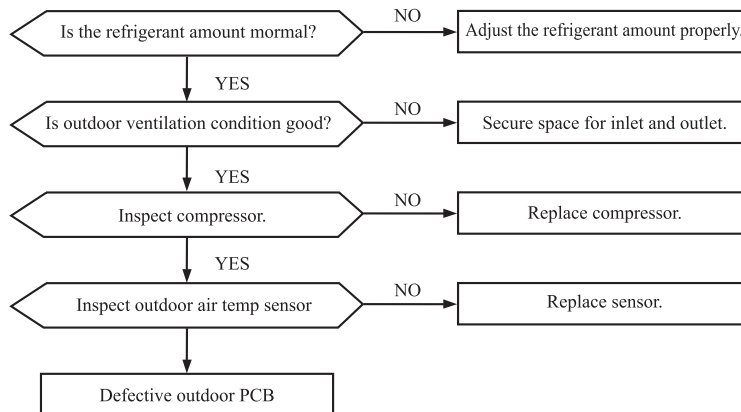 Is the refrigerant amount mormal?
NO
Adjust the refrigerant amount properly.
YES
Is outdoor ventilation condition good?
NO
Secure space for inlet and outlet.
YES
Inspect compressor.
NO
Replace compressor.
YES
Inspect outdoor air temp sensor
NO
Replace sensor.
Defective outdoor PCB